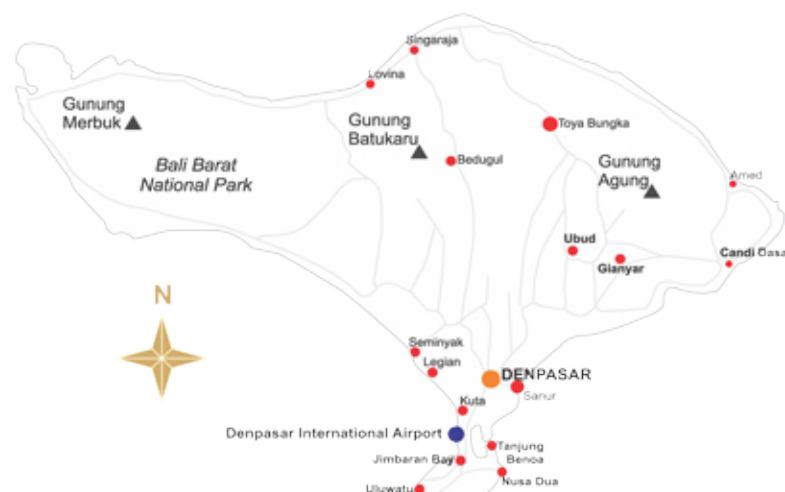 Singaraja
Lovina
Gunung
Merbuk
Gunung
Batukaru
Toya Bungka
Bali Barat
National Park
Bedugul
Gunung
Agung
Amed
Ubud
Gianyar
Candi Dasa
N
Seminyak
Legian
DENPASAR
Sanur
Kuta
Denpasar International Airport
Tanjung
Benoa
Jimbaran Bay
Nusa Dua
Uluwatu